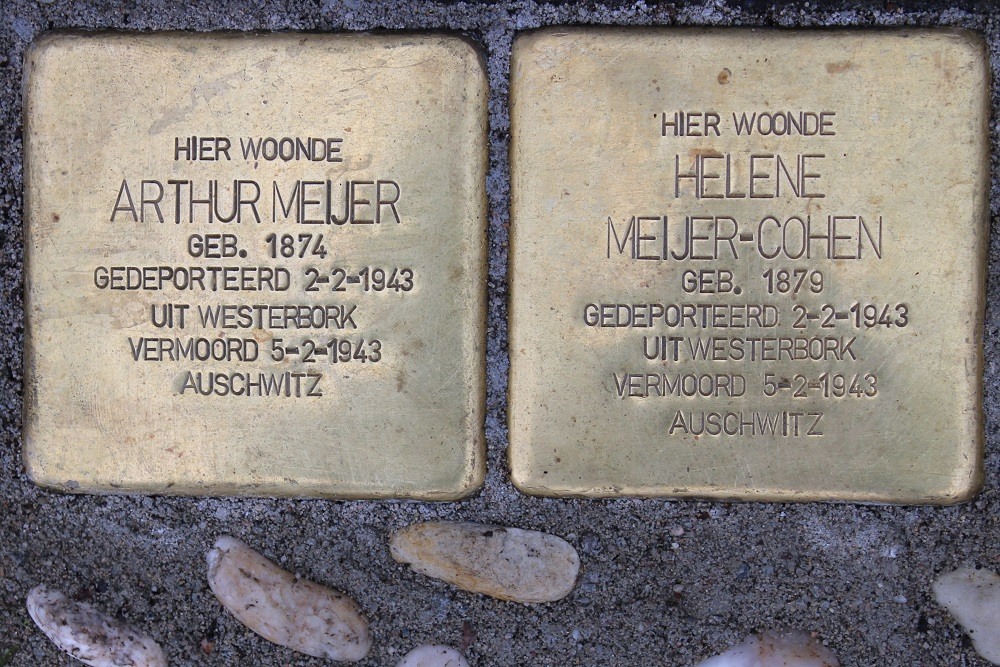 HIER WOONDE
ARTHUR MEIJER
GEB. 1874
GEDEPORTEERD 2-2-1943
UIT WESTERBORK
VERMOORD 5-2-1943
AUSCHWITZ
HIER WOONDE
HELENE
MEIJER-COHEN
GEB. 1879
GEDEPORTEERD 2-2-1943
UIT WESTERBORK
VERMOORD 5-2-1943
AUSCHWITZ